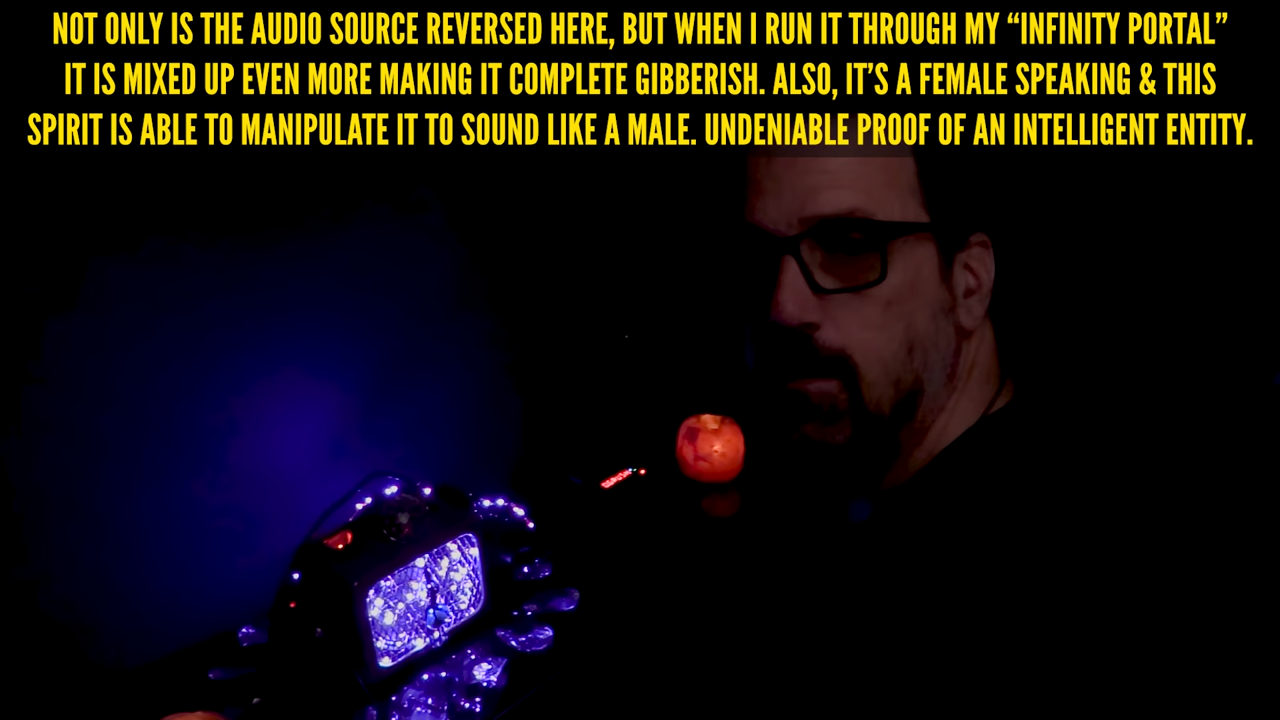 NOT ONLY IS THE AUDIO SOURCE REVERSED HERE, BUT WHEN I RUN IT THROUGH MY “INFINITY PORTAL”
IT IS MIXED UP EVEN MORE MAKING IT COMPLETE GIBBERISH. ALSO, IT’S A FEMALE SPEAKING & THIS
SPIRIT IS ABLE TO MANIPULATE IT TO SOUND LIKE A MALE. UNDENIABLE PROOF OF AN INTELLIGENT ENTITY.